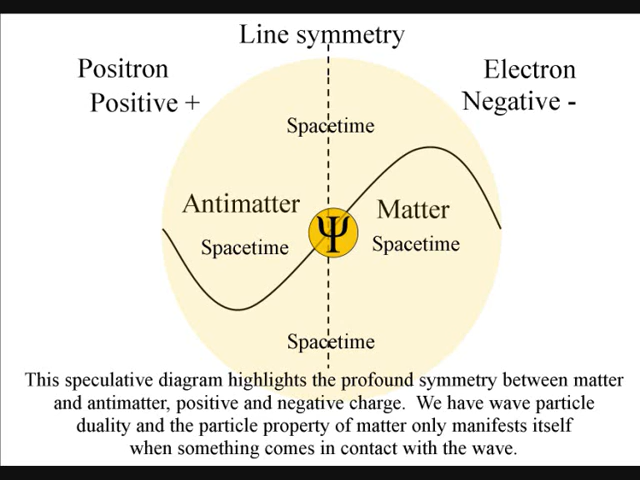 Line symmetry
Positron
Positive +
Electron
Negative -
Spacetime
Antimatter
Matter
Ψ
Spacetime
Spacetime
Spacetime
This speculative diagram highlights the profound symmetry between matter
and antimatter, positive and negative charge. We have wave particle
duality and the particle property of matter only manifests itself
when something comes in contact with the wave.